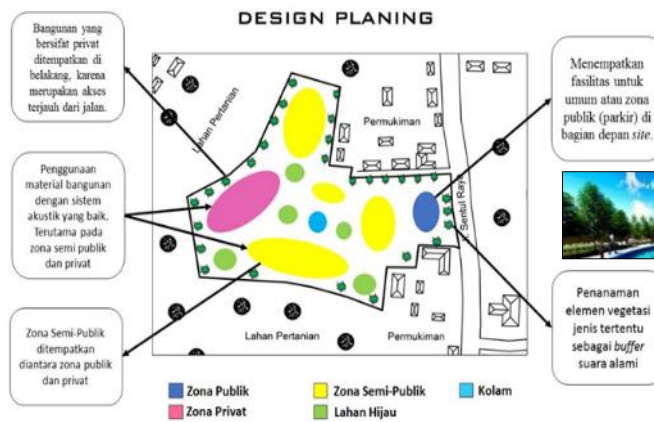 DESIGN PLANING
Bangunan yang
bersifat privat
ditempatkan di
belakang, karena
merupakan akses
terjauh dari jalan.
Penggunaan
material bangunan
dengan sistem
akustik yang baik.
Terutama pada
zona semi publik
dan privat
Zona Semi-Publik
ditempatkan
diantara zona publik
dan privat
Lahan Pertanian
Permukiman
Sentul Raya
Lahan Pertanian
Permukiman
Menempatkan
fasilitas untuk
umum atau zona
publik (parkir) di
bagian depan site.
Penanaman
elemen vegetasi
jenis tertentu
sebagai buffer
suara alami
Zona Publik
Zona Semi-Publik
Kolam
Zona Privat
Lahan Hijau